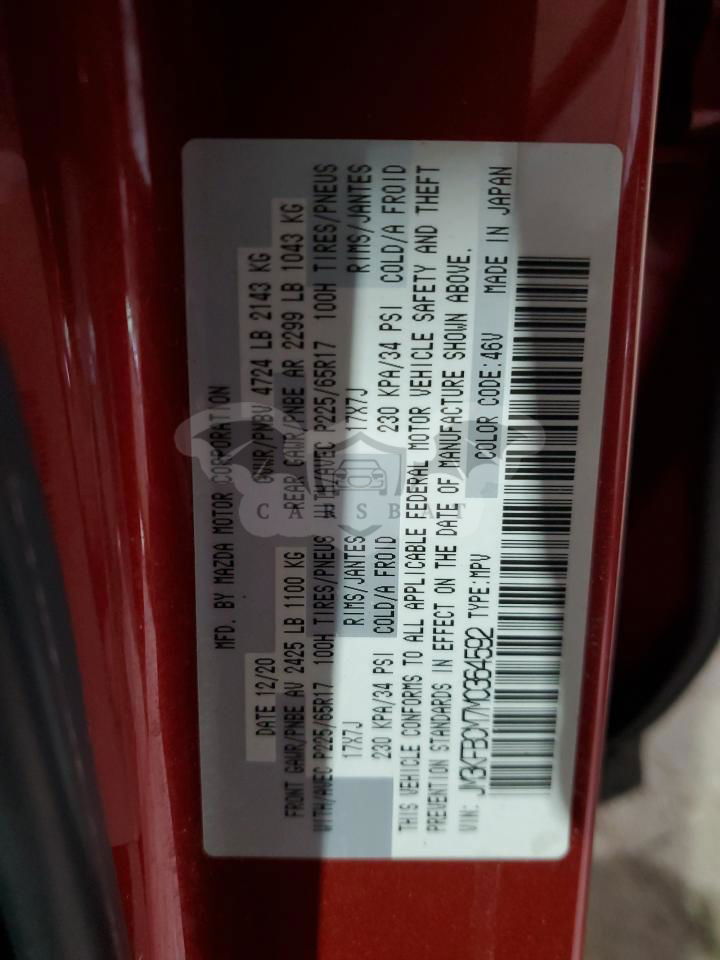 MFD. BY MAZDA MOTOR CORPORATION
DATE 12/20 GVWR/PNBV 4724 LB 2143 KG
FRONT GAWR/PNBE AV 2425 LB 1100 KG REAR GAWR/PNBE AR 2299 LB 1043 KG
WITH/AVEC P225/65R17 100H TIRES/PNEUS WITH/AVEC P225/65R17 100H TIRES/PNEUS
17X7J RIMS/JANTES 17X7J RIMS/JANTES
230 KPA/34 PSI COLD/A FROID 230 KPA/34 PSI COLD/A FROID
THIS VEHICLE CONFORMS TO ALL APPLICABLE FEDERAL MOTOR VEHICLE SAFETY AND THEFT
PREVENTION STANDARDS IN EFFECT ON THE DATE OF MANUFACTURE SHOWN ABOVE.
VIN: JM3KFBCM7M0364592 TYPE:MPV COLOR CODE:46V MADE IN JAPAN
CARSBAT